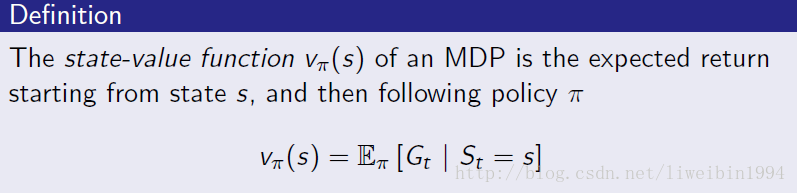 Definition
The state-value function vπ(s) of an MDP is the expected return
starting from state s, and then following policy π
vπ(s) = 𝔼π [Gt | St = s]
http://blog.csdn.net/liweibin1994